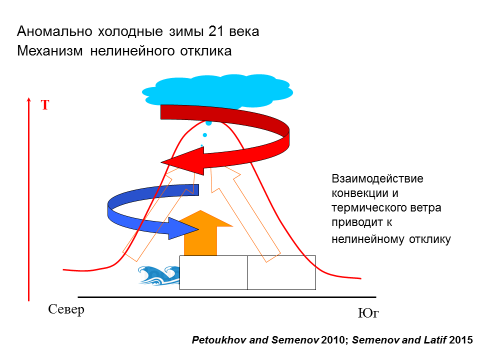 Аномально холодные зимы 21 века
Механизм нелинейного отклика
T
Взаимодействие
конвекции и
термического ветра
приводит к
нелинейному отклику
Север
Юг
Petoukhov and Semenov 2010; Semenov and Latif 2015